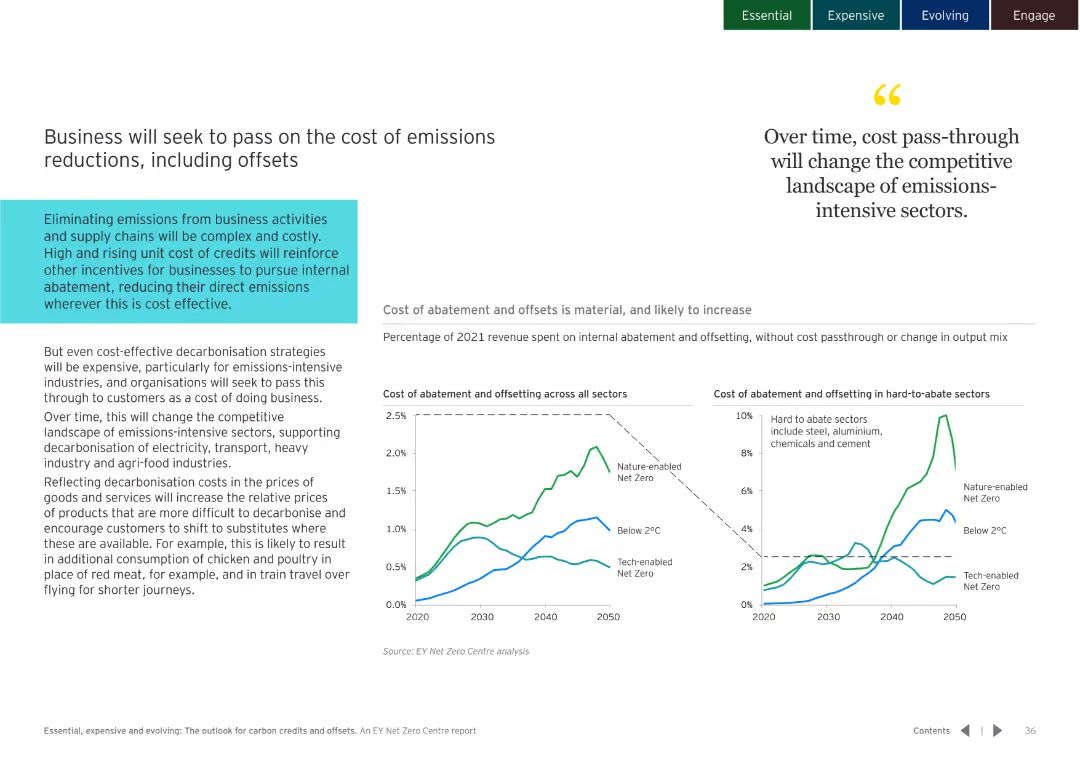 Essential
Expensive
Evolving
Engage
Business will seek to pass on the cost of emissions
reductions, including offsets
“
Over time, cost pass-through
will change the competitive
landscape of emissions-
intensive sectors.
Eliminating emissions from business activities
and supply chains will be complex and costly.
High and rising unit cost of credits will reinforce
other incentives for businesses to pursue internal
abatement, reducing their direct emissions
wherever this is cost effective.
But even cost-effective decarbonisation strategies
will be expensive, particularly for emissions-intensive
industries, and organisations will seek to pass this
through to customers as a cost of doing business.
Over time, this will change the competitive
landscape of emissions-intensive sectors, supporting
decarbonisation of electricity, transport, heavy
industry and agri-food industries.
Reflecting decarbonisation costs in the prices of
goods and services will increase the relative prices
of products that are more difficult to decarbonise and
encourage customers to shift to substitutes where
these are available. For example, this is likely to result
in additional consumption of chicken and poultry in
place of red meat, for example, and in train travel over
flying for shorter journeys.
Cost of abatement and offsets is material, and likely to increase
Percentage of 2021 revenue spent on internal abatement and offsetting, without cost passthrough or change in output mix
Cost of abatement and offsetting across all sectors
2.5%
2.0%
1.5%
1.0%
0.5%
0.0%
2020
2030
2040
2050
Nature-enabled
Net Zero
Below 2°C
Tech-enabled
Net Zero
Cost of abatement and offsetting in hard-to-abate sectors
Hard to abate sectors
include steel, aluminium,
chemicals and cement
10%
8%
6%
4%
2%
0%
2020
2030
2040
2050
Nature-enabled
Net Zero
Below 2°C
Tech-enabled
Net Zero
Source: EY Net Zero Centre analysis
Essential, expensive and evolving: The outlook for carbon credits and offsets. An EY Net Zero Centre report
Contents
|
36